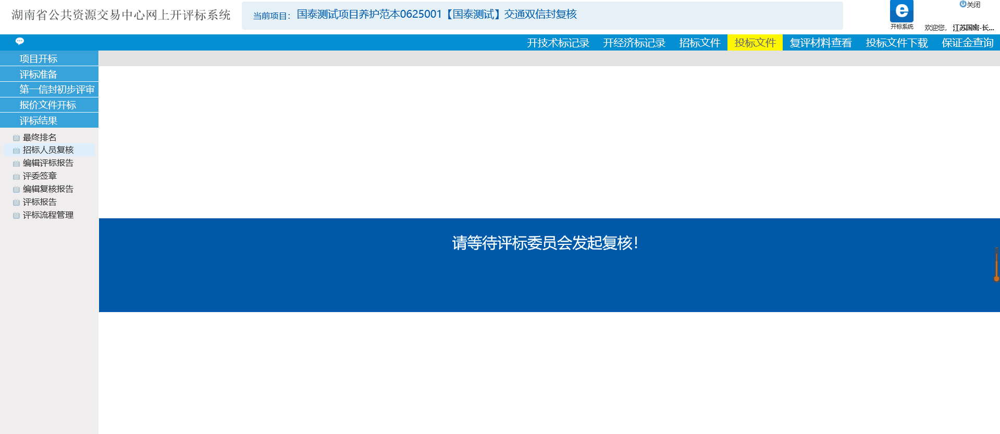 湖南省公共资源交易中心网上开评标系统
当前项目： 国泰测试项目养护范本0625001【国泰测试】交通双信封复核
e
开标系统
关闭
欢迎您， 江苏国密-长...
开技术标记录 开经济标记录 招标文件 投标文件 复评材料查看 投标文件下载 保证金查询
项目开标
评标准备
第一信封初步评审
报价文件开标
评标结果
最终排名
招标人员复核
编辑评标报告
评委签章
编辑复核报告
评标报告
评标流程管理
请等待评标委员会发起复核！